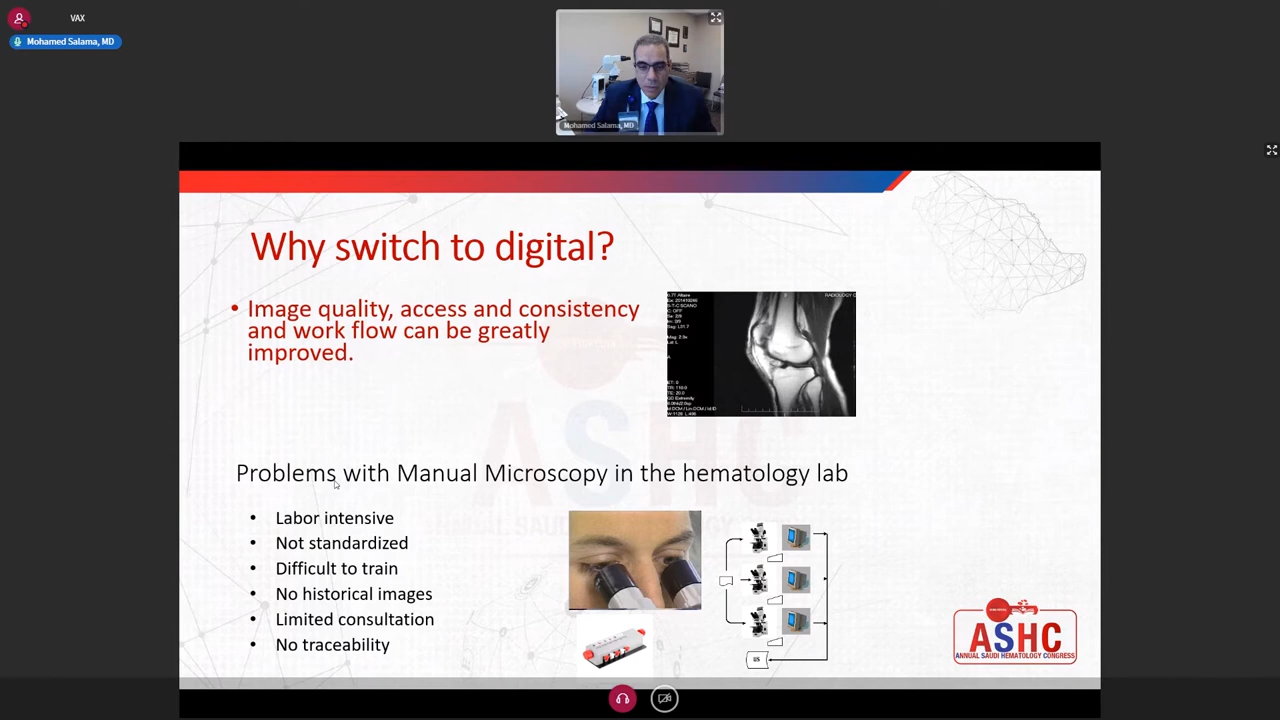 VAX
Mohamed Salama, MD
Mohamed Salama, MD
Why switch to digital?
• Image quality, access and consistency
and work flow can be greatly
improved.
RADIOLOGY C
Problems with Manual Microscopy in the hematology lab
• Labor intensive
• Not standardized
• Difficult to train
• No historical images
• Limited consultation
• No traceability
LIS
ASHC
ANNUAL SAUDI HEMATOLOGY CONGRESS